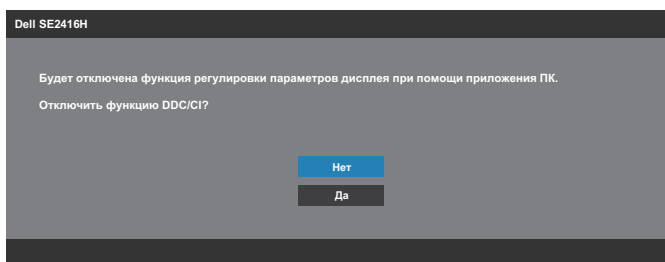 Dell SE2416H
Будет отключена функция регулировки параметров дисплея при помощи приложения ПК.
Отключить функцию DDC/CI?
Нет
Да